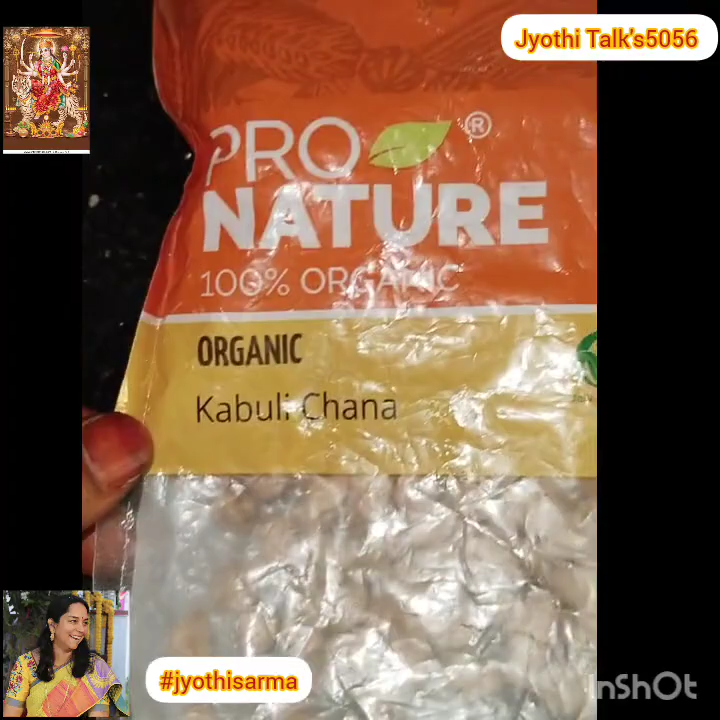 Jyothi Talk's5056
PRO
®
NATURE
100% ORGANIC
ORGANIC
Kabuli Chana
#jyothisarma
InShOt